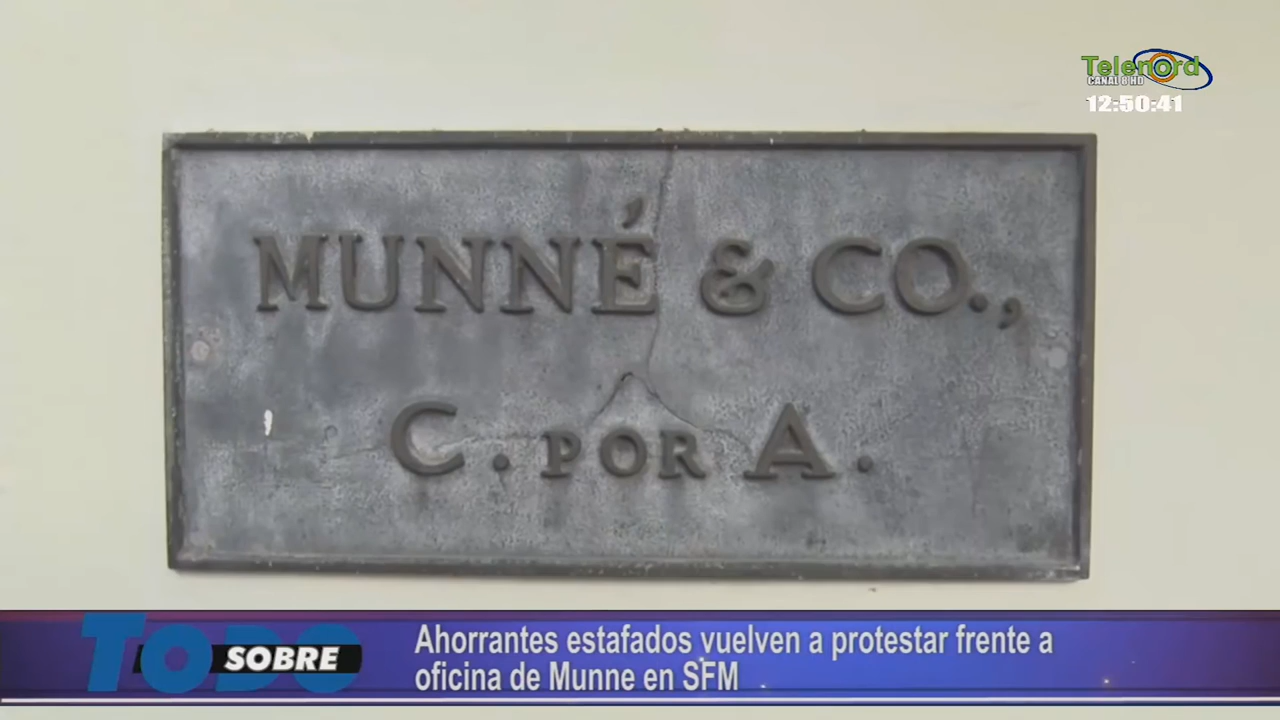 Telenord
CANAL 8 HD
12:50:41
MUNNÉ & CO.,
C. POR A.
TODO
SOBRE
Ahorrantes estafados vuelven a protestar frente a
oficina de Munne en SFM